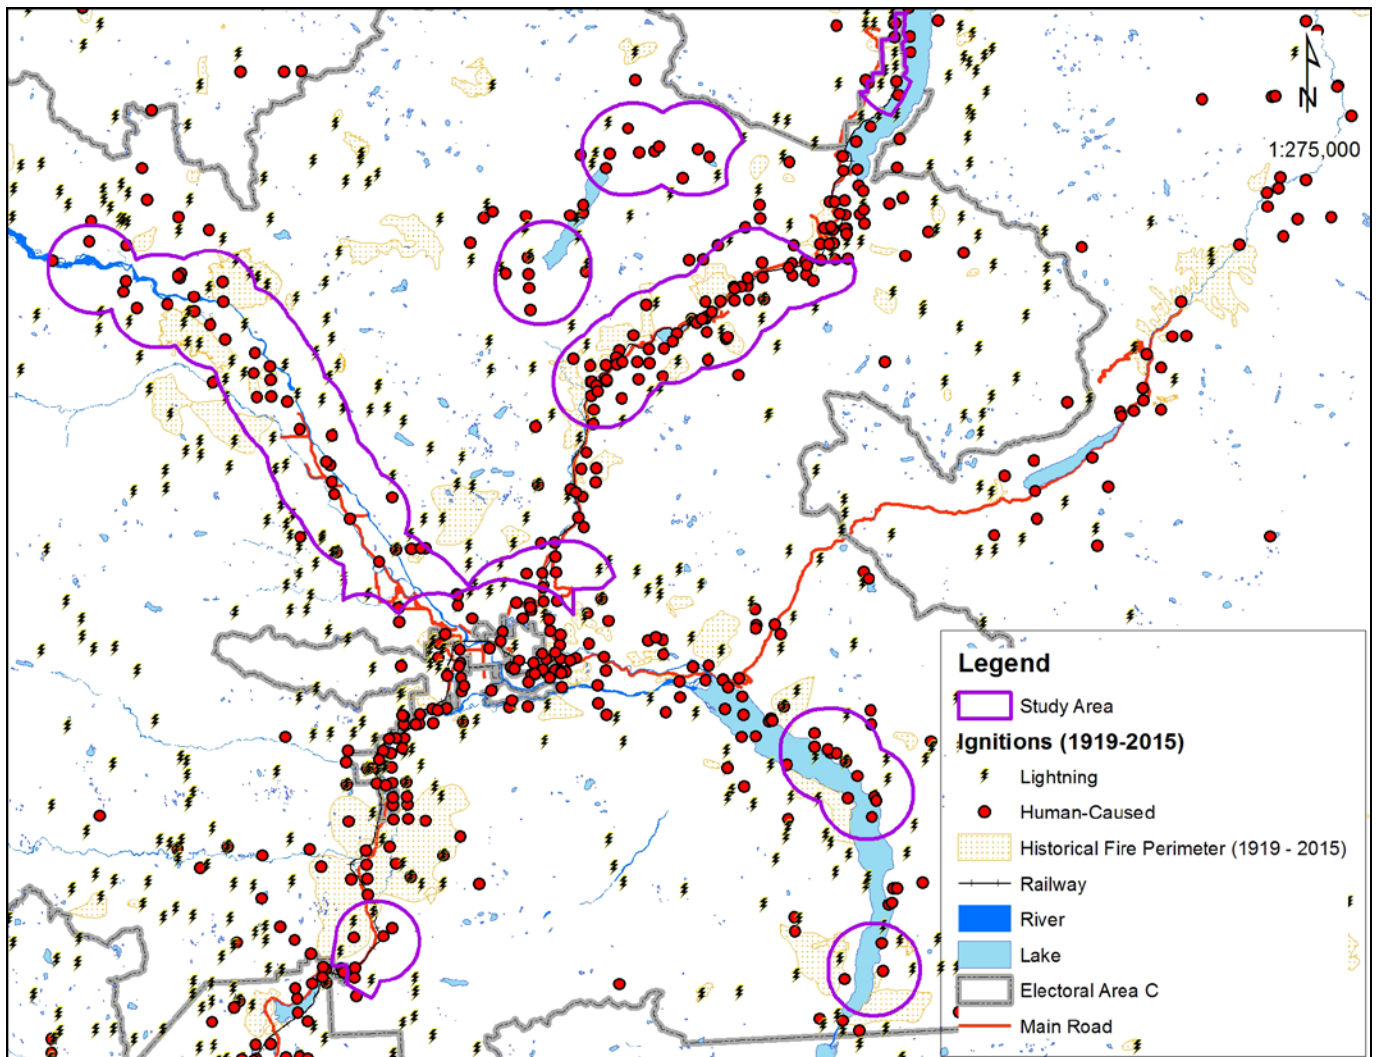 N
1:275,000
Legend
Study Area
Ignitions (1919-2015)
Lightning
Human-Caused
Historical Fire Perimeter (1919 - 2015)
Railway
River
Lake
Electoral Area C
Main Road